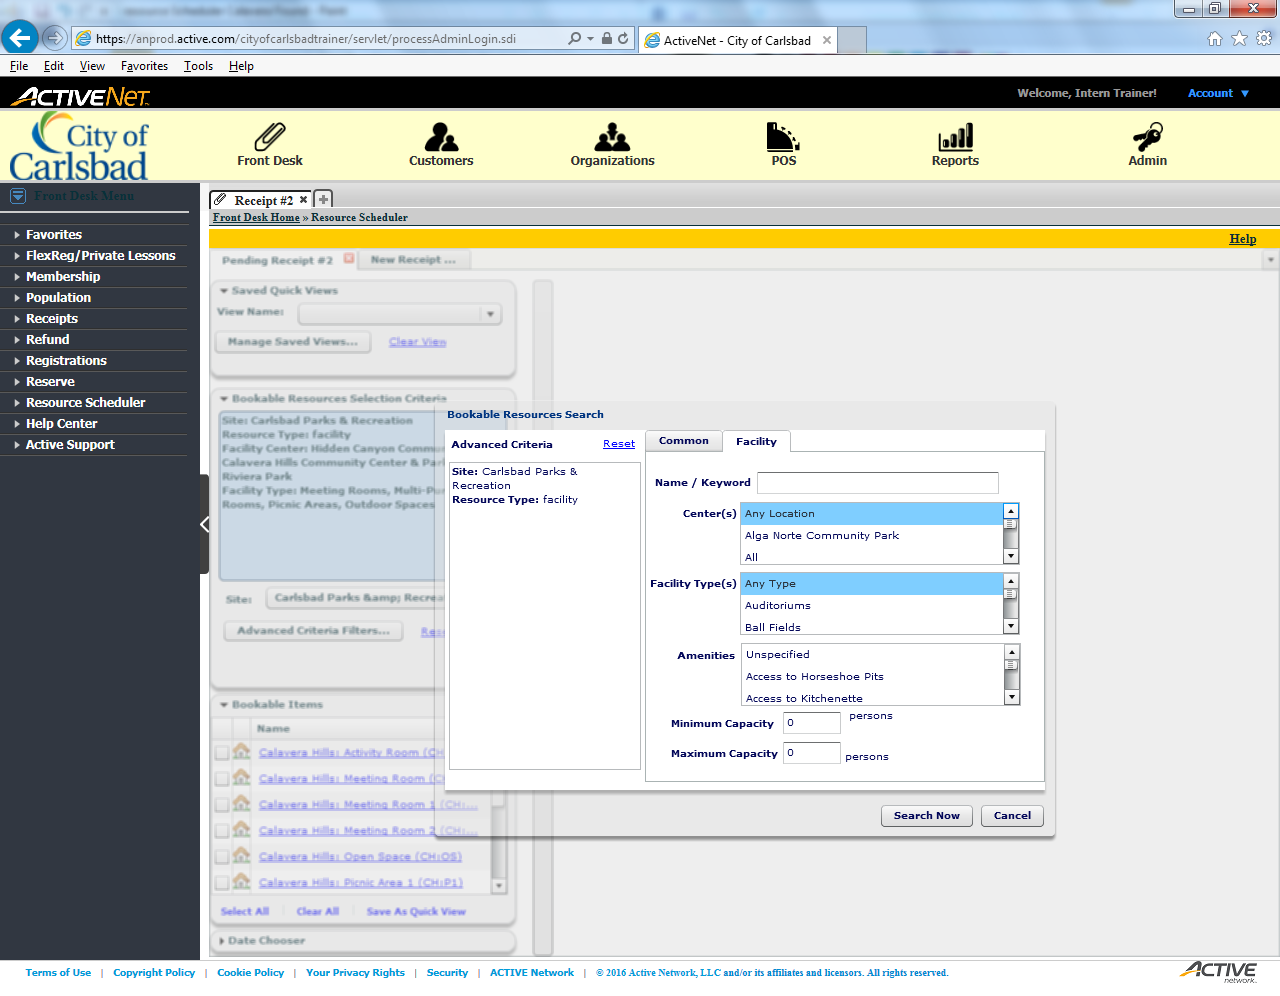 https://anprod.active.com/cityofcarlsbadtrainer/servlet/processAdminLogin.sdi
ActiveNet - City of Carlsbad
File Edit View Favorites Tools Help
ACTIVENET
Welcome, Intern Trainer!
Account
City of
Carlsbad
Front Desk
Customers
Organizations
POS
Reports
Admin
Front Desk Menu
Favorites
FlexReg/Private Lessons
Membership
Population
Receipts
Refund
Registrations
Reserve
Resource Scheduler
Help Center
Active Support
Receipt #2
Front Desk Home » Resource Scheduler
Help
Pending Receipt #2
New Receipt ...
Saved Quick Views
View Name:
Manage Saved Views...
Clear View
Bookable Resources Selection Criteria
Site: Carlsbad Parks & Recreation
Resource Type: facility
Facility Center: Hidden Canyon Commu
Calavera Hills Community Center & Par
Riviera Park
Facility Type: Meeting Rooms, Multi-Pu
Rooms, Picnic Areas, Outdoor Spaces
Site:
Carlsbad Parks &amp; Recrea
Advanced Criteria Filters...
Bookable Items
Name
Calavera Hills: Activity Room (CH
Calavera Hills: Meeting Room (C
Calavera Hills: Meeting Room 1 (CH:...
Calavera Hills: Meeting Room 2 (CH:...
Calavera Hills: Open Space (CH:OS)
Calavera Hills: Picnic Area 1 (CH:P1)
Select All
Clear All
Save As Quick View
Date Chooser
Bookable Resources Search
Advanced Criteria
Reset
Site: Carlsbad Parks &
Recreation
Resource Type: facility
Common
Facility
Name / Keyword
Center(s)
Any Location
Alga Norte Community Park
All
Facility Type(s)
Any Type
Auditoriums
Ball Fields
Amenities
Unspecified
Access to Horseshoe Pits
Access to Kitchenette
Minimum Capacity 0 persons
Maximum Capacity 0 persons
Search Now
Cancel
Terms of Use | Copyright Policy | Cookie Policy | Your Privacy Rights | Security | ACTIVE Network | © 2016 Active Network, LLC and/or its affiliates and licensors. All rights reserved.
ACTIVE
network.